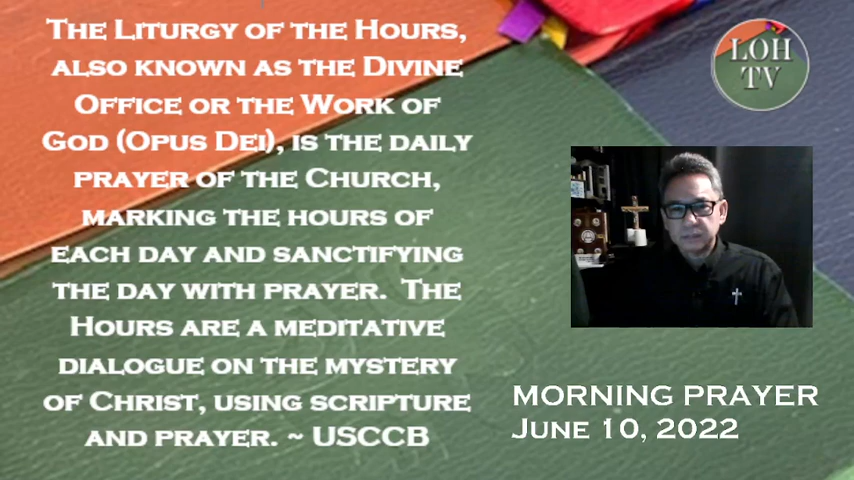 The Liturgy of the Hours,
also known as the Divine
Office or the Work of
God (Opus Dei), is the daily
prayer of the Church,
marking the hours of
each day and sanctifying
the day with prayer. The
Hours are a meditative
dialogue on the mystery
of Christ, using scripture
and prayer. ~ USCCB
LOH
TV
MORNING PRAYER
June 10, 2022